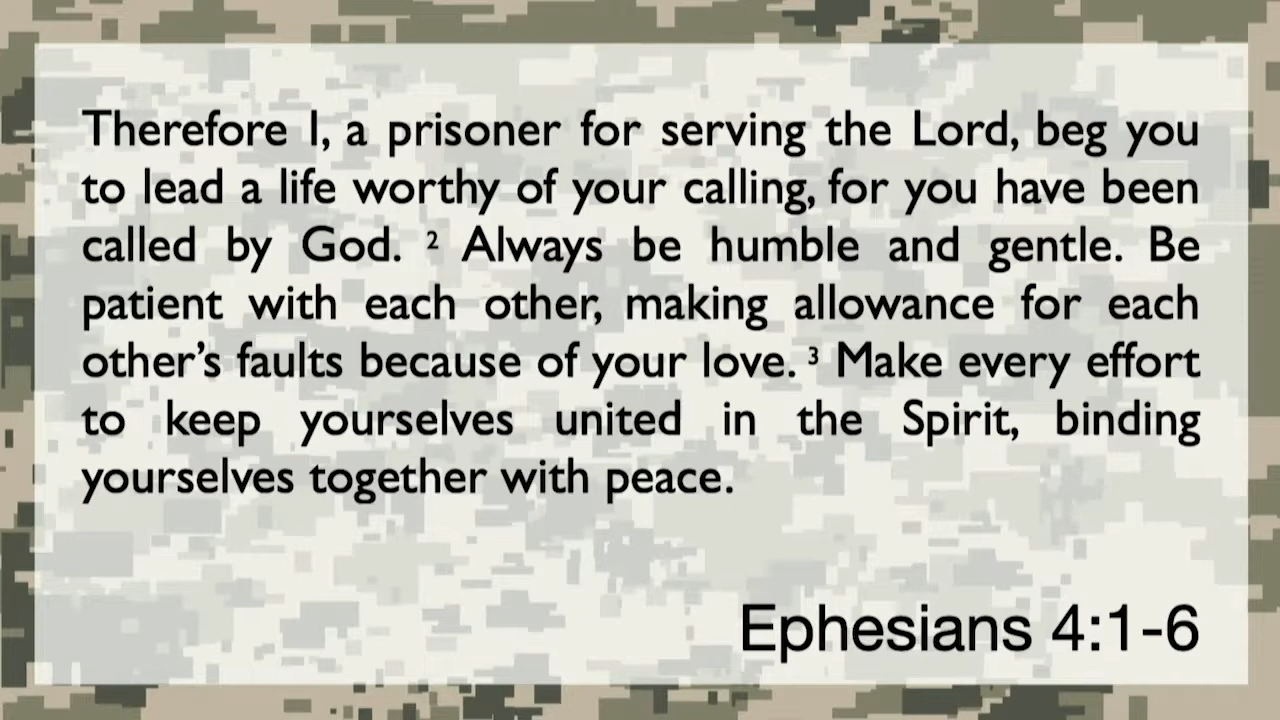 Therefore I, a prisoner for serving the Lord, beg you
to lead a life worthy of your calling, for you have been
called by God. ² Always be humble and gentle. Be
patient with each other, making allowance for each
other’s faults because of your love. ³ Make every effort
to keep yourselves united in the Spirit, binding
yourselves together with peace.
Ephesians 4:1-6